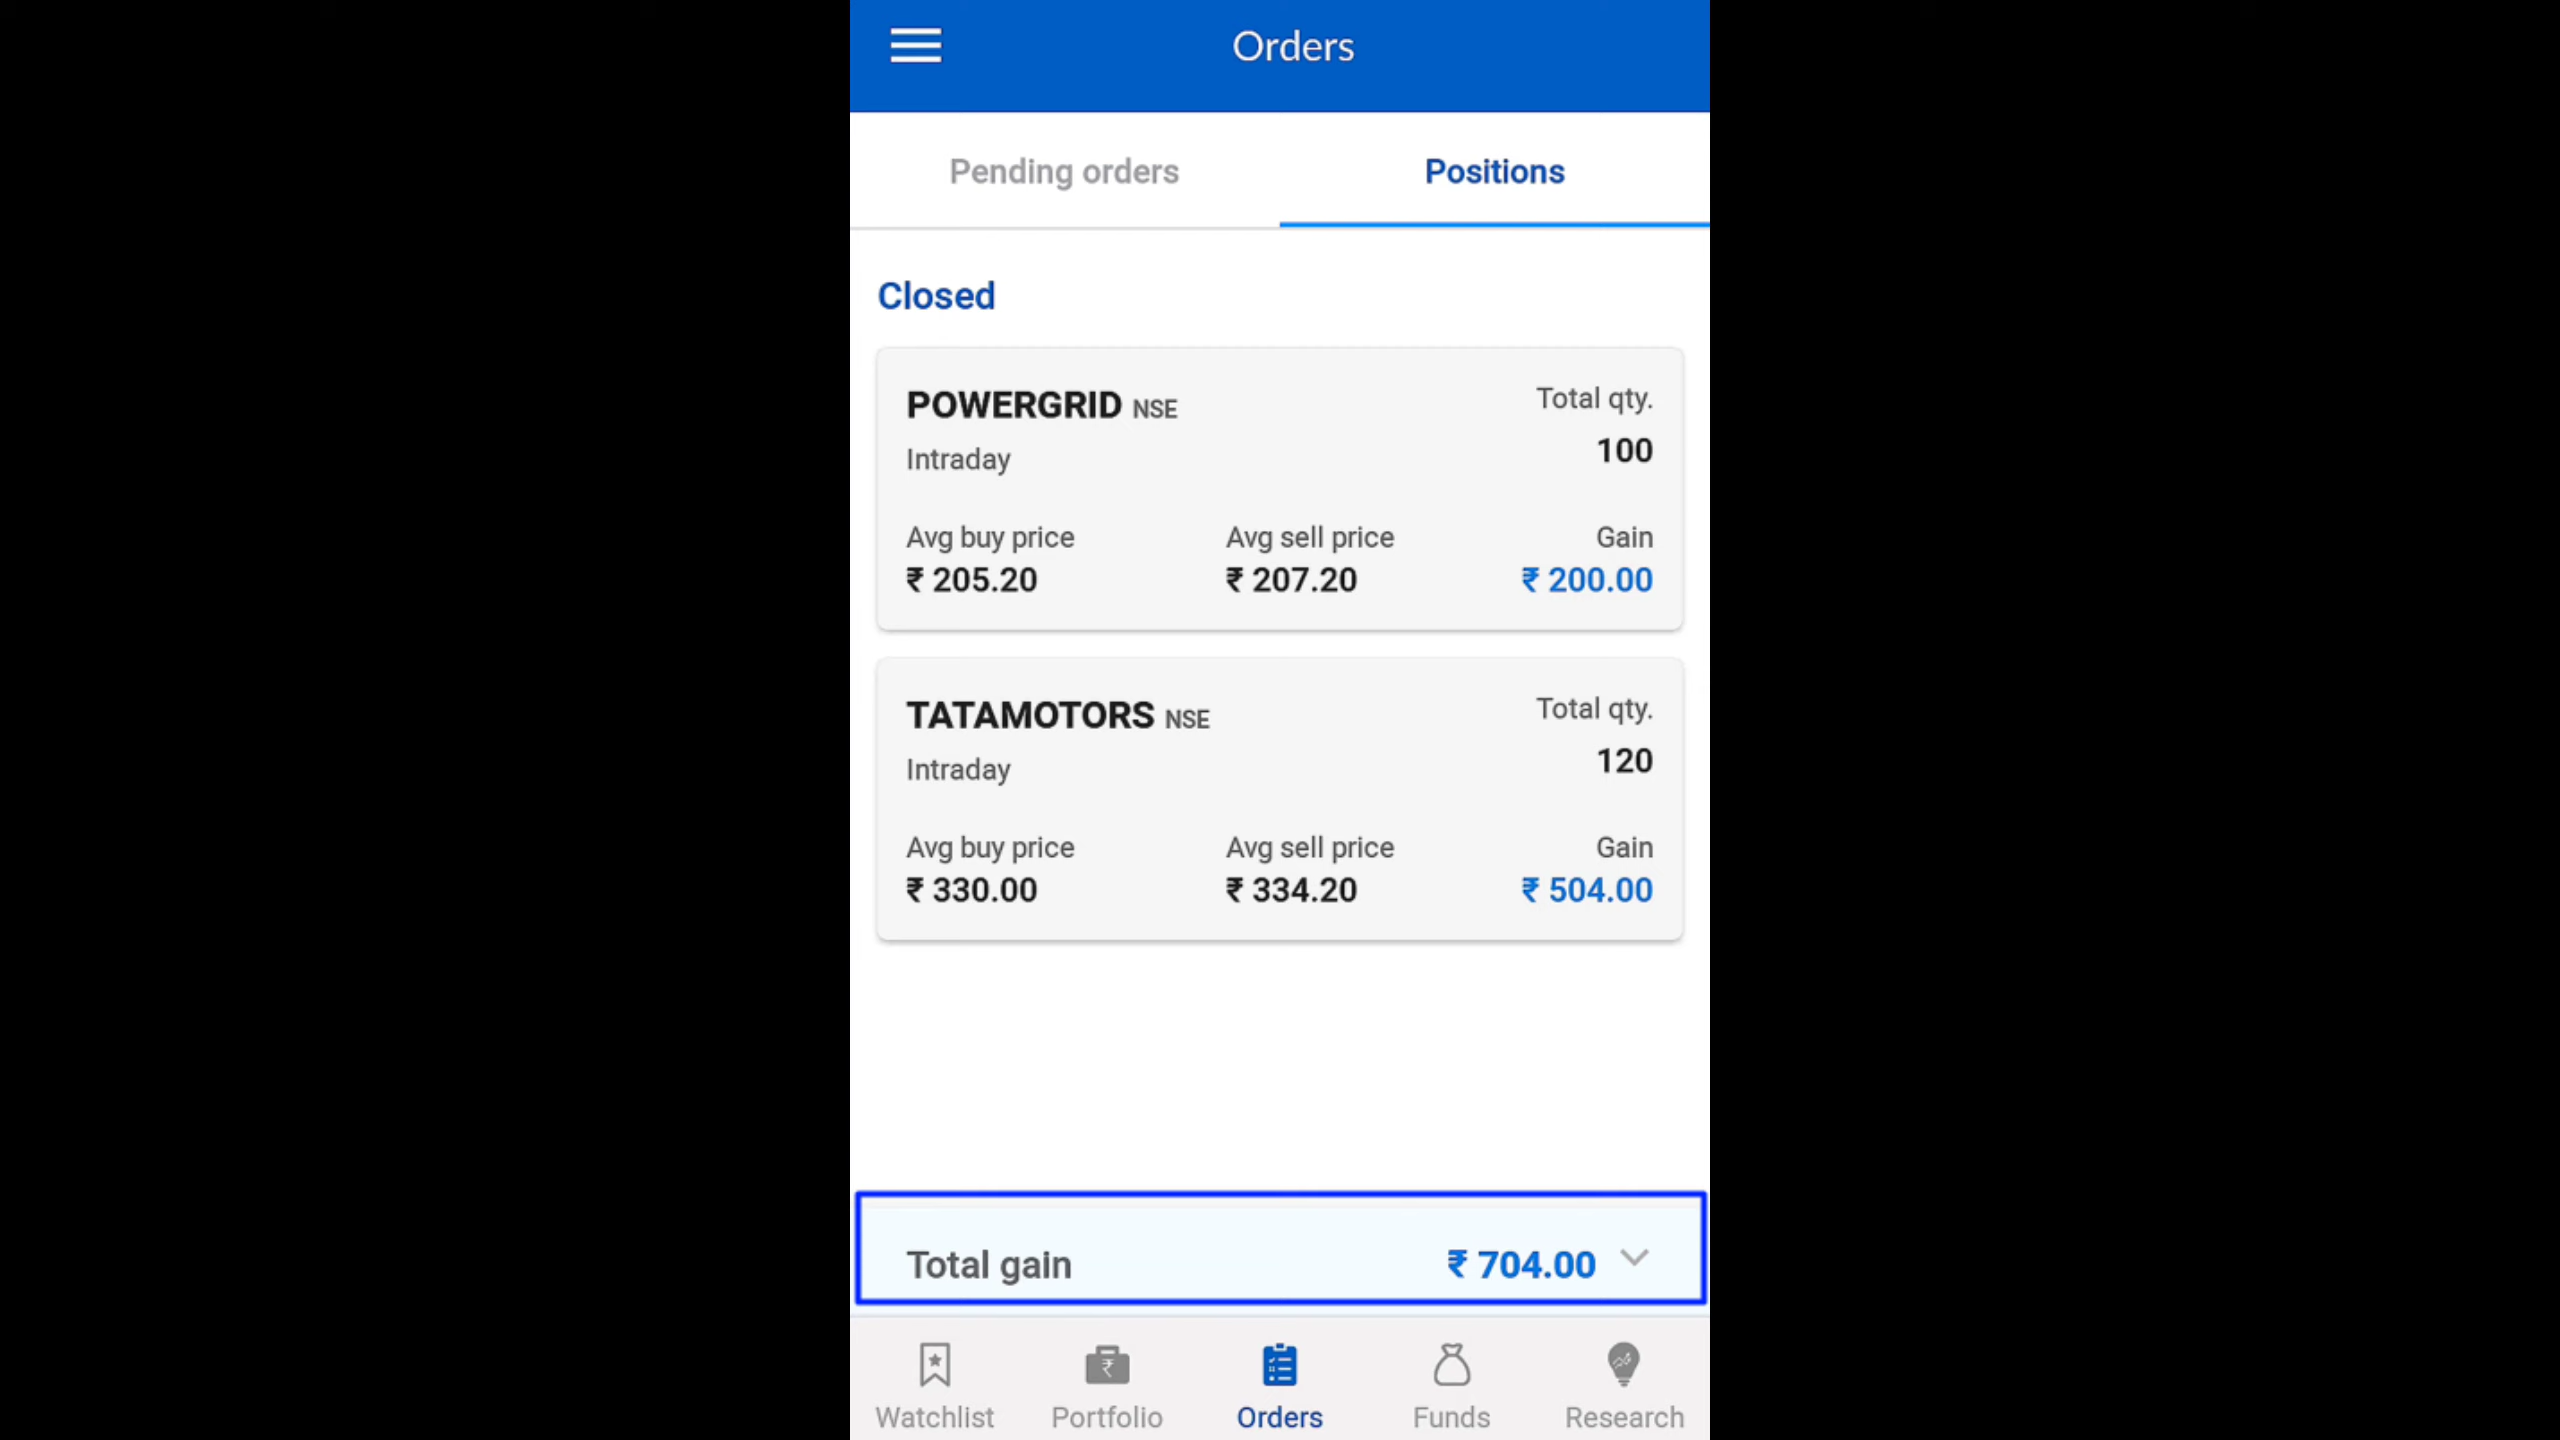 Orders
Pending orders Positions
Closed
POWERGRID NSE Total qty.
Intraday 100
Avg buy price Avg sell price Gain
₹ 205.20 ₹ 207.20 ₹ 200.00
TATAMOTORS NSE Total qty.
Intraday 120
Avg buy price Avg sell price Gain
₹ 330.00 ₹ 334.20 ₹ 504.00
Total gain ₹ 704.00
Watchlist Portfolio Orders Funds Research